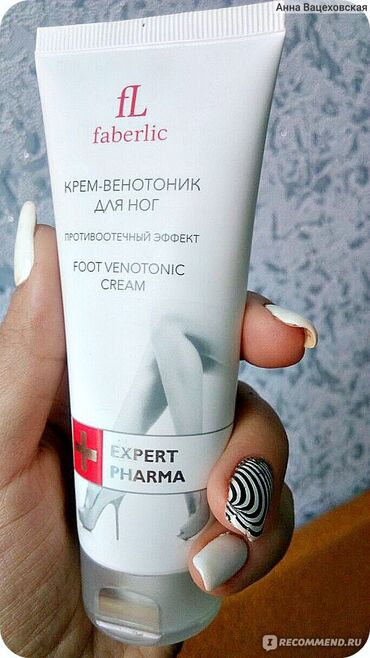 Анна Вацеховская
fL
faberlic
КРЕМ-ВЕНОТОНИК
ДЛЯ НОГ
ПРОТИВООТЕЧНЫЙ ЭФФЕКТ
FOOT VENOTONIC
CREAM
EXPERT
PHARMA
IRECOMMEND.RU